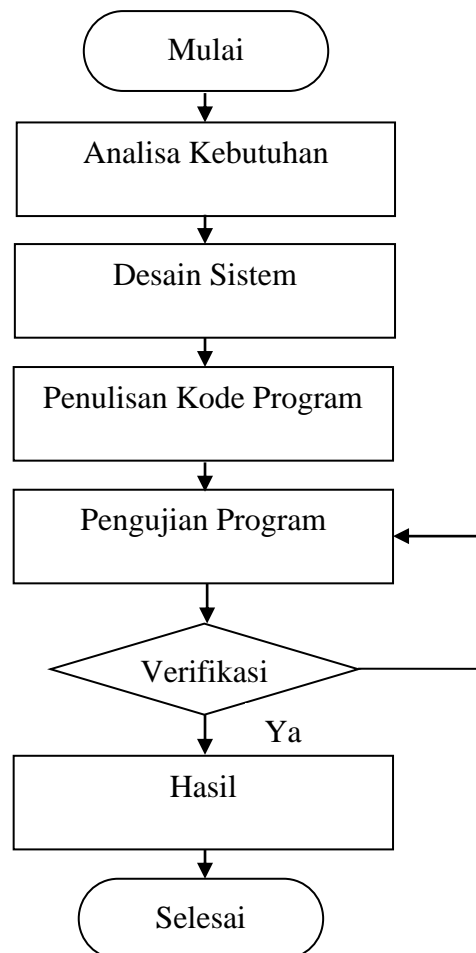 Mulai
Analisa Kebutuhan
Desain Sistem
Penulisan Kode Program
Pengujian Program
Verifikasi
Ya
Hasil
Selesai